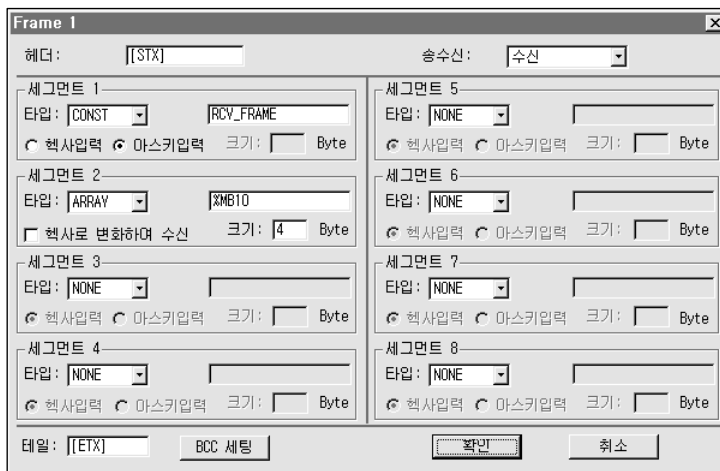 Frame 1
헤더: [STX] 송수신: 수신
세그먼트 1
타입: CONST RCV_FRAME
헥사입력 아스키입력 크기: Byte
세그먼트 2
타입: ARRAY %MB10
헥사로 변화하며 수신 크기: 4 Byte
세그먼트 3
타입: NONE
헥사입력 아스키입력 크기: Byte
세그먼트 4
타입: NONE
헥사입력 아스키입력 크기: Byte
세그먼트 5
타입: NONE
헥사입력 아스키입력 크기: Byte
세그먼트 6
타입: NONE
헥사입력 아스키입력 크기: Byte
세그먼트 7
타입: NONE
헥사입력 아스키입력 크기: Byte
세그먼트 8
타입: NONE
헥사입력 아스키입력 크기: Byte
테일: [ETX] BCC 세팅 확인 취소